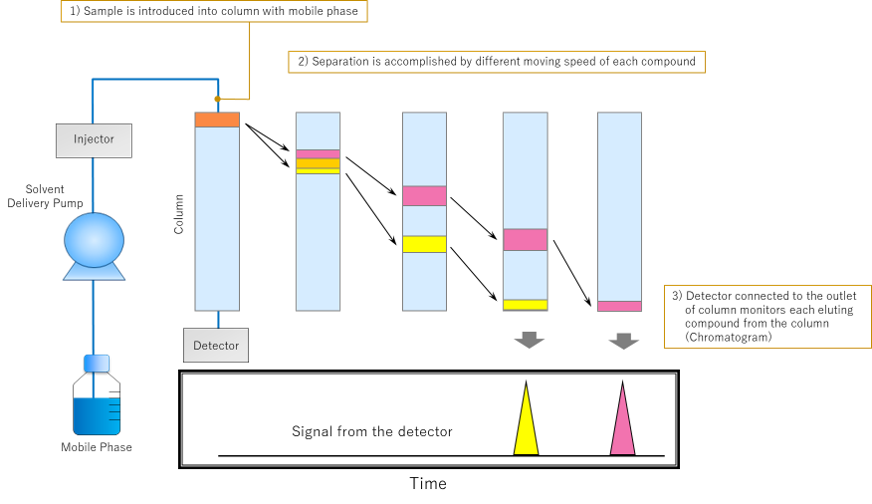 1) Sample is introduced into column with mobile phase
2) Separation is accomplished by different moving speed of each compound
Injector
Solvent
Delivery Pump
Column
3) Detector connected to the outlet
of column monitors each eluting
compound from the column
(Chromatogram)
Detector
Signal from the detector
Mobile Phase
Time